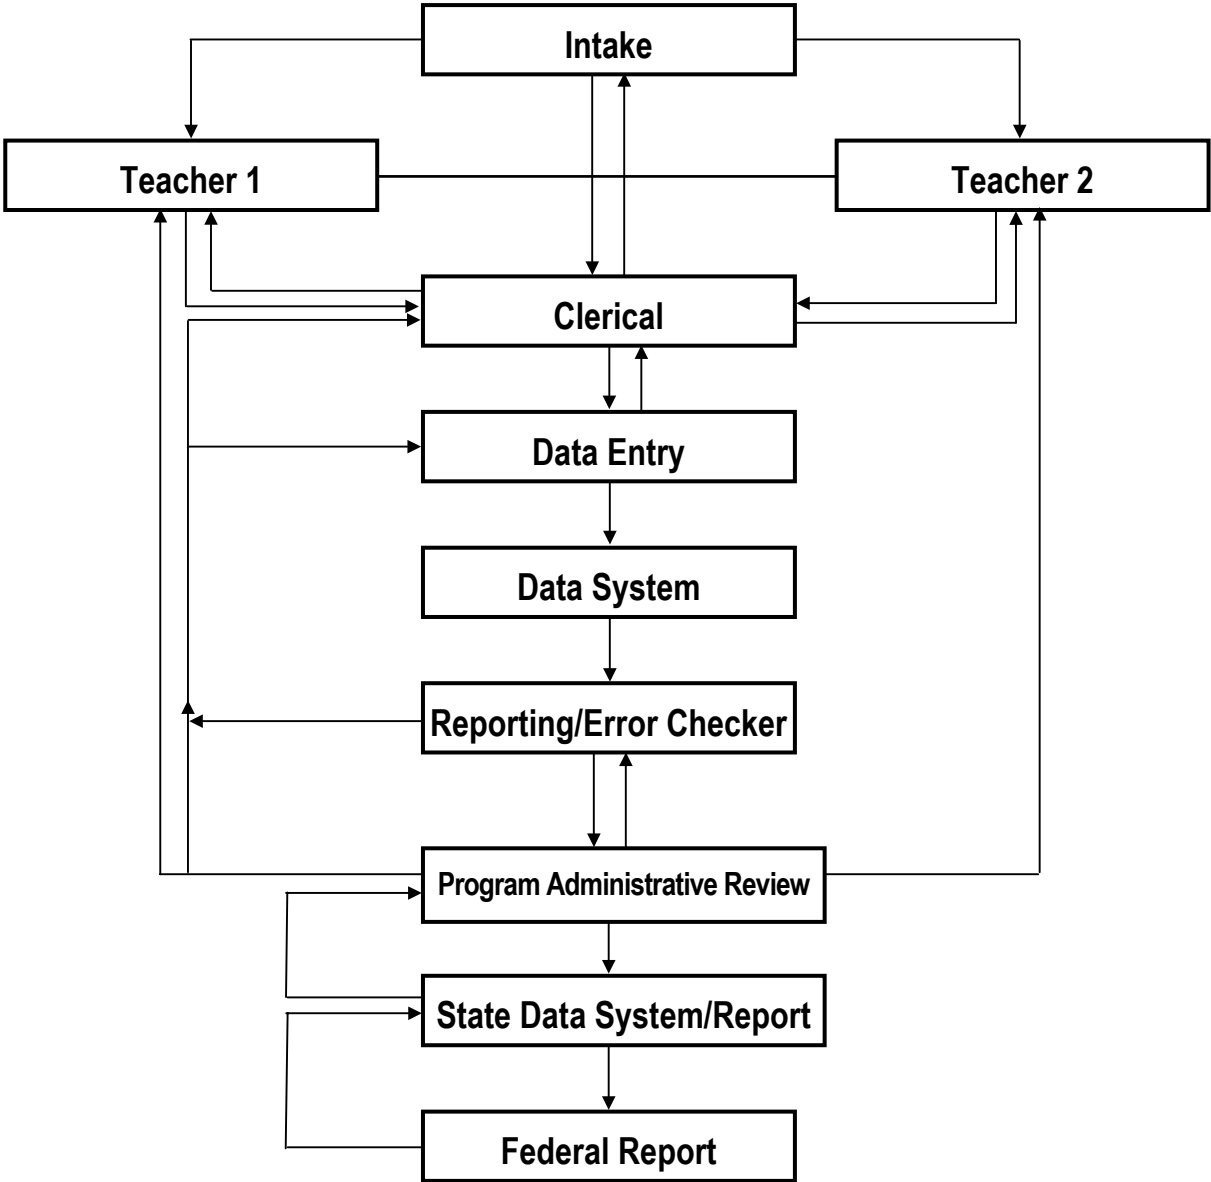 Intake
Teacher 1
Teacher 2
Clerical
Data Entry
Data System
Reporting/Error Checker
Program Administrative Review
State Data System/Report
Federal Report